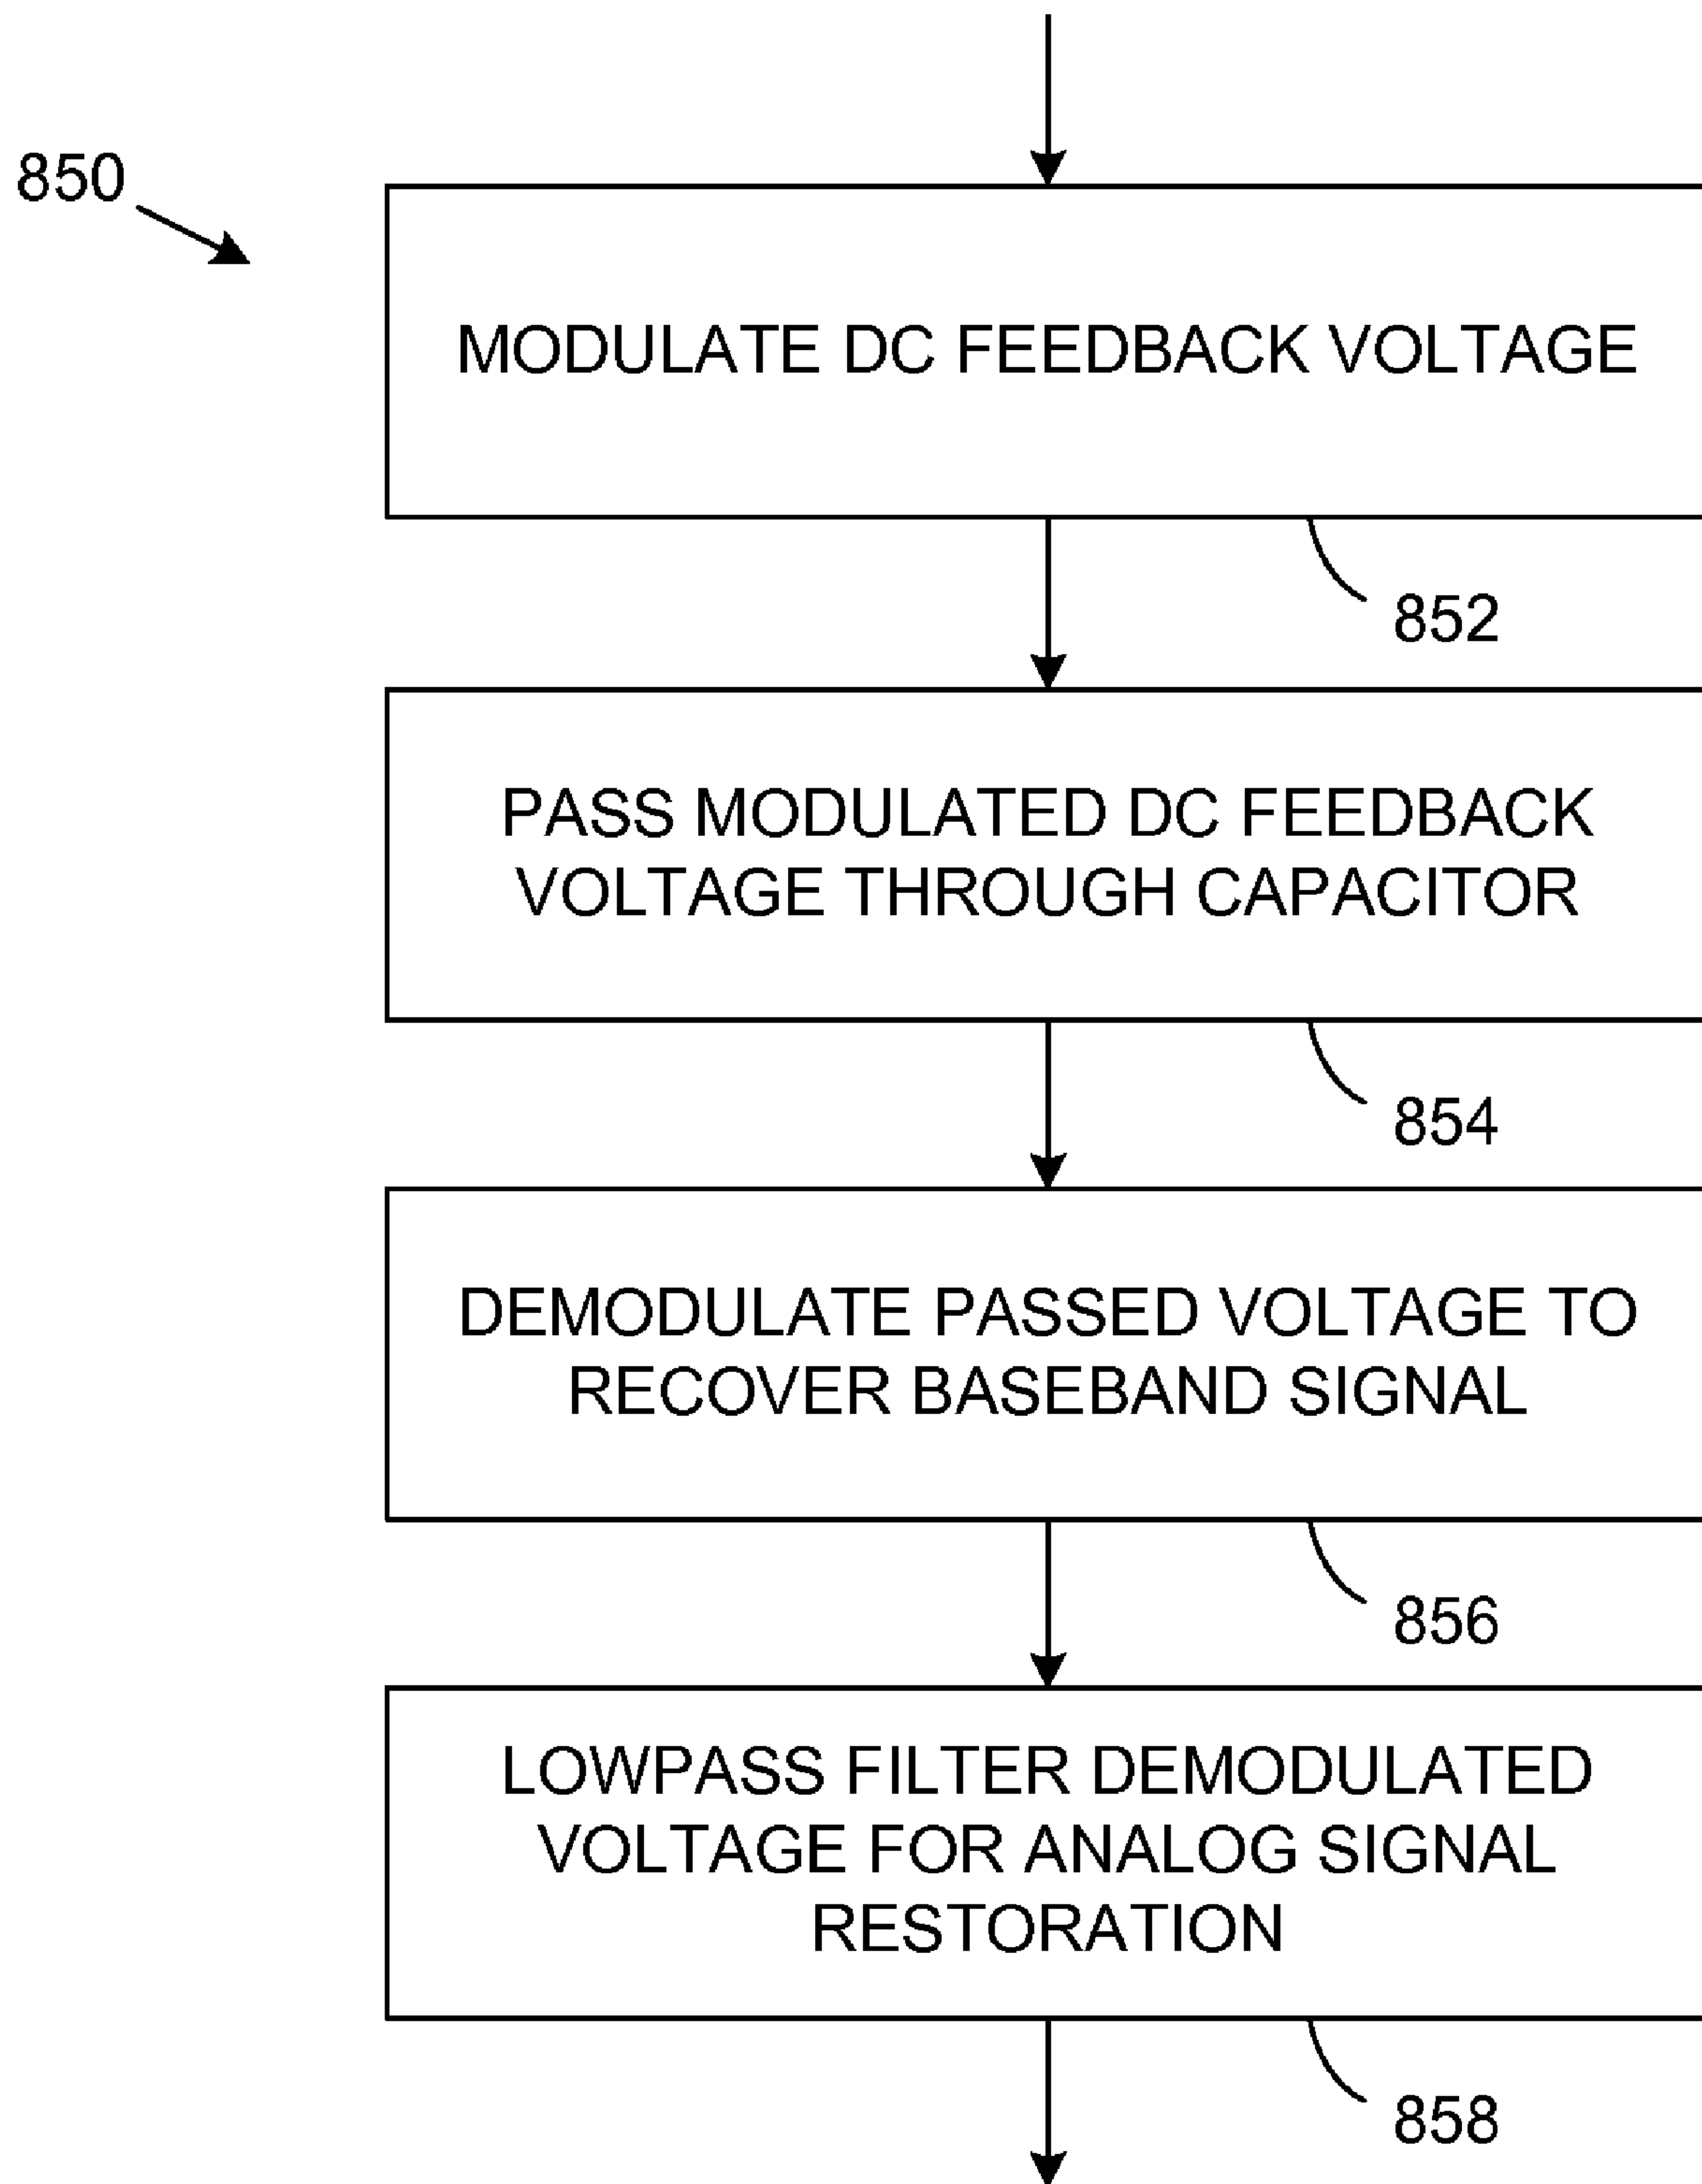 850
MODULATE DC FEEDBACK VOLTAGE
852
PASS MODULATED DC FEEDBACK
VOLTAGE THROUGH CAPACITOR
854
DEMODULATE PASSED VOLTAGE TO
RECOVER BASEBAND SIGNAL
856
LOWPASS FILTER DEMODULATED
VOLTAGE FOR ANALOG SIGNAL
RESTORATION
858